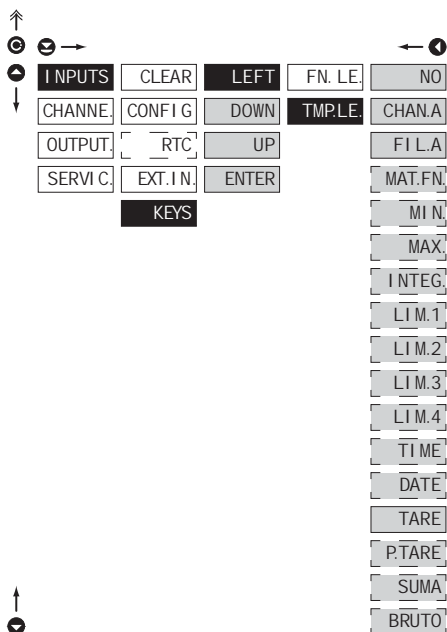 INPUTS CLEAR LEFT FN. LE. NO
CHANNE. CONFIG DOWN TMP.LE. CHAN.A
OUTPUT. RTC UP FIL.A
SERVIC. EXT.IN. ENTER MAT.FN.
KEYS MIN.
MAX.
INTEG.
LIM.1
LIM.2
LIM.3
LIM.4
TIME
DATE
TARE
P.TARE
SUMA
BRUTO